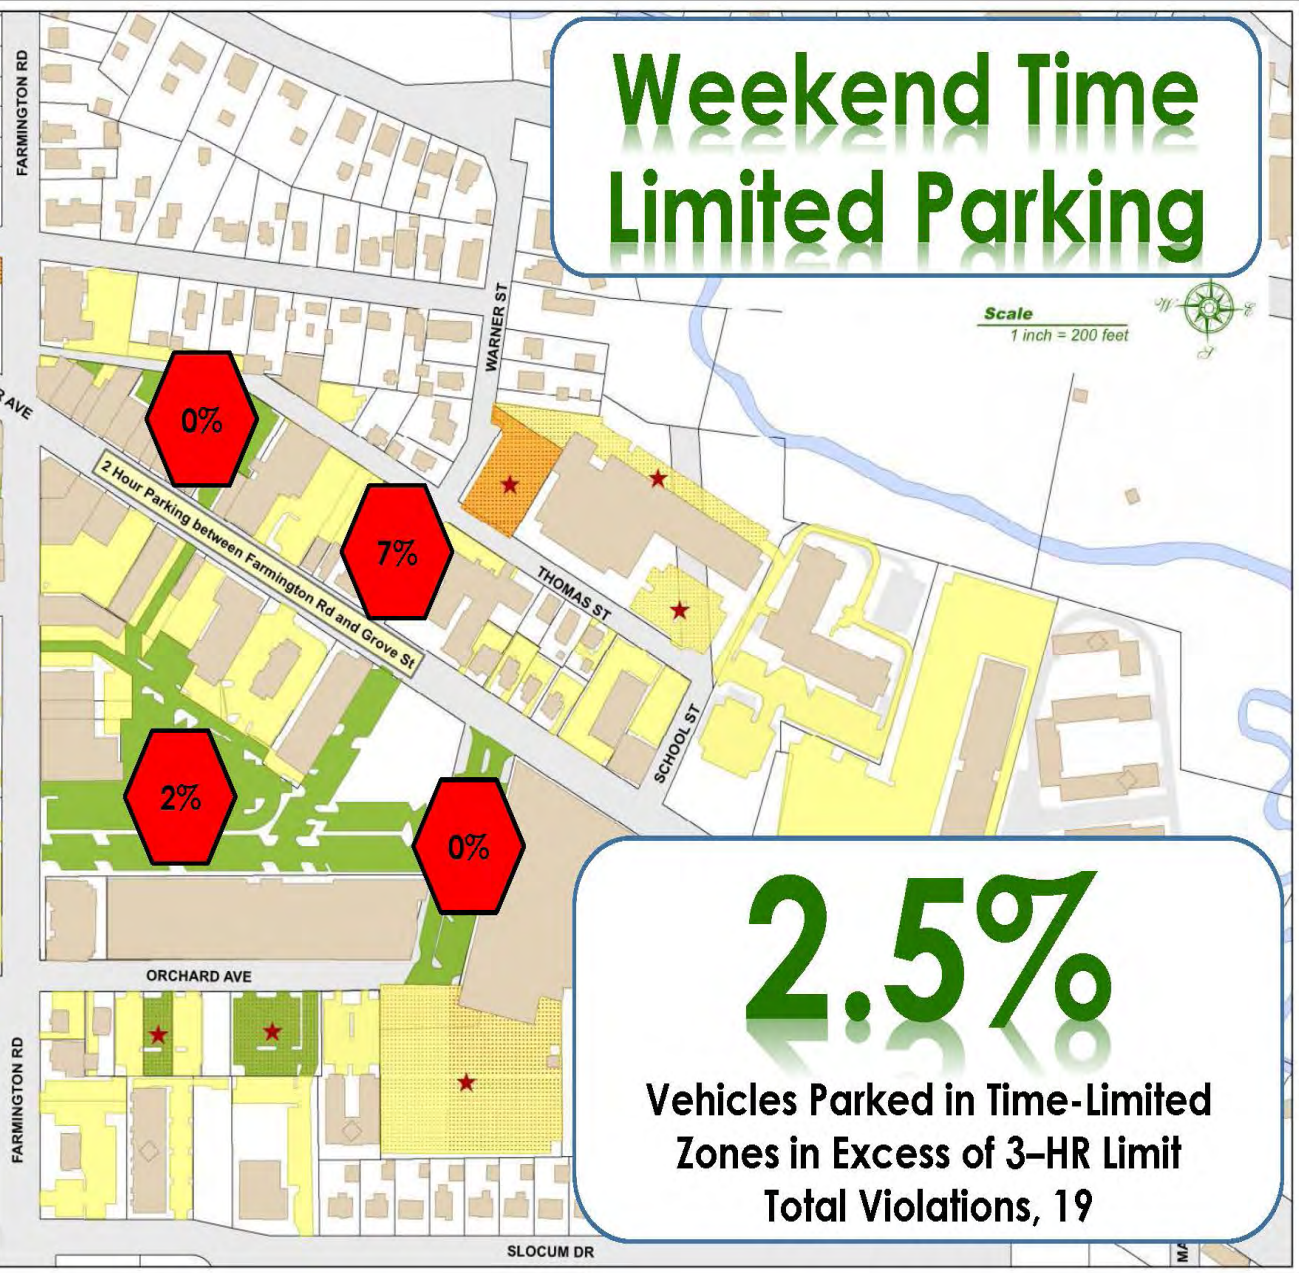 Weekend Time
Limited Parking
FARMINGTON RD
WARNER ST
Scale
1 inch = 200 feet
W
E
S
R AVE
0%
2 Hour Parking between Farmington Rd and Grove St
7%
THOMAS ST
SCHOOL ST
2%
0%
ORCHARD AVE
2.5%
Vehicles Parked in Time-Limited
Zones in Excess of 3–HR Limit
Total Violations, 19
FARMINGTON RD
SLOCUM DR
MA